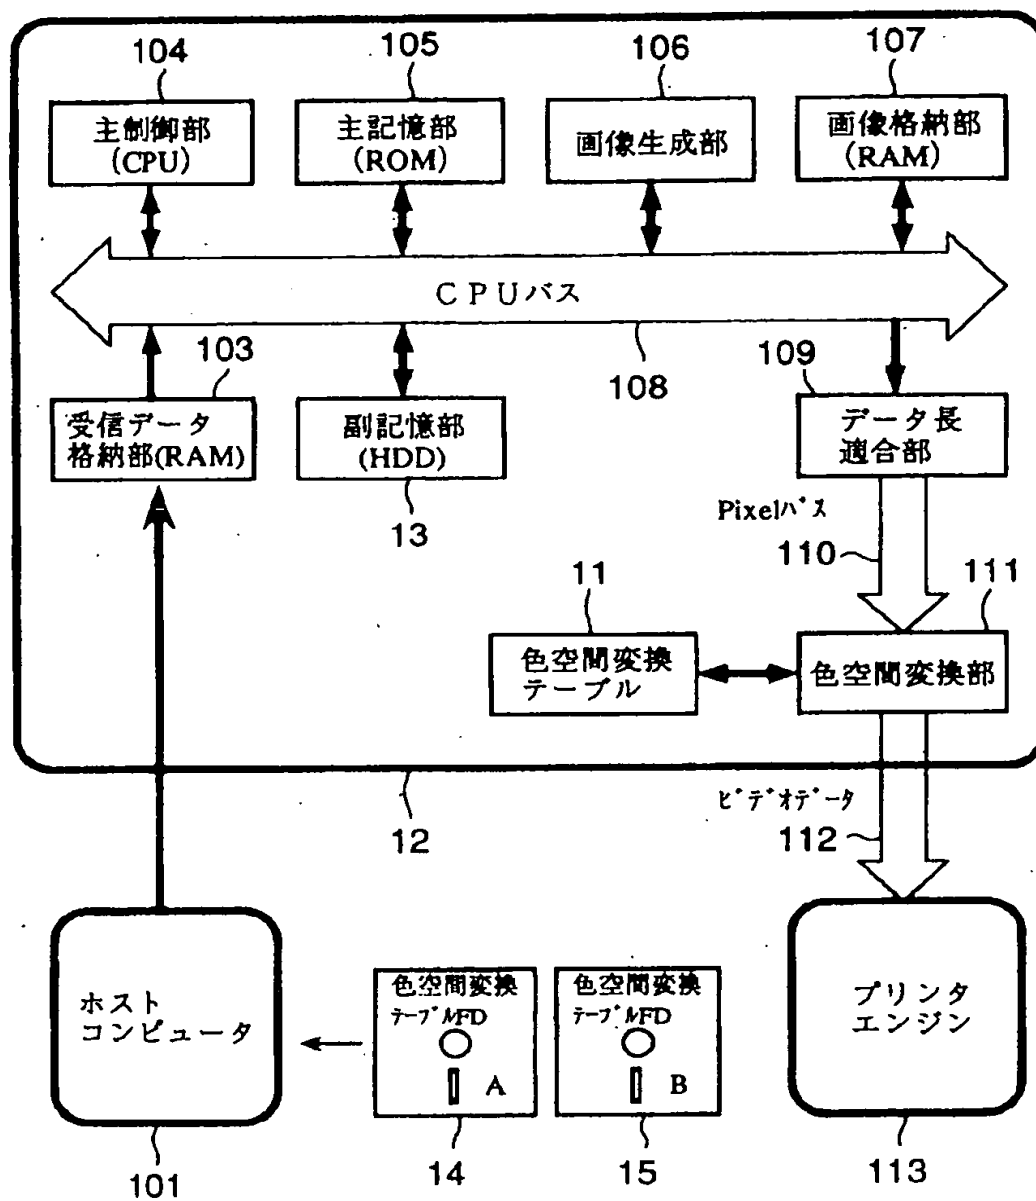 104
105
106
107
主制御部
(CPU)
主記憶部
(ROM)
画像生成部
画像格納部
(RAM)
CPUバス
103
108
109
受信データ
格納部(RAM)
副記憶部
(HDD)
データ長
適合部
13
Pixelバス
110
11
111
色空間変換
テーブル
色空間変換部
12
ビデオデータ
112
ホスト
コンピュータ
色空間変換
テーブルFD
A
色空間変換
テーブルFD
B
プリンタ
エンジン
101
14
15
113